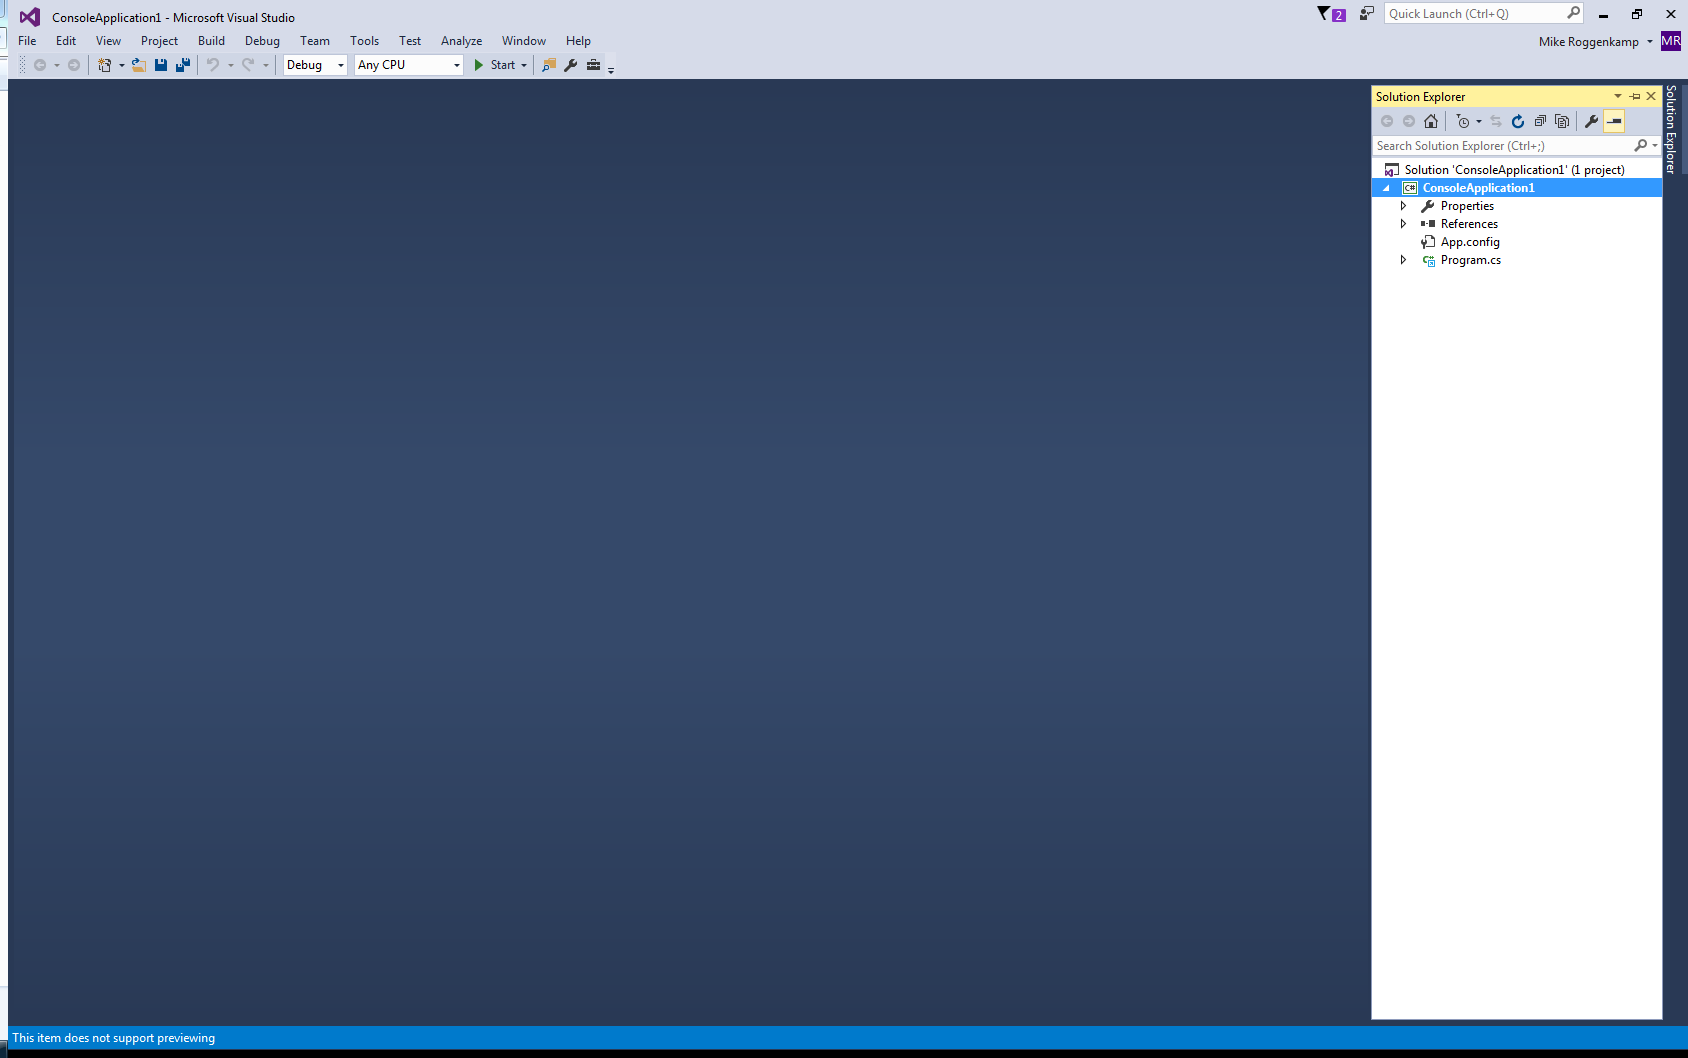 ConsoleApplication1 - Microsoft Visual Studio
2
Quick Launch (Ctrl+Q)
File Edit View Project Build Debug Team Tools Test Analyze Window Help
Mike Roggenkamp
MR
Debug
Any CPU
Start
Solution Explorer
Search Solution Explorer (Ctrl+;)
Solution 'ConsoleApplication1' (1 project)
C# ConsoleApplication1
Properties
References
App.config
C# Program.cs
Solution Explorer
This item does not support previewing